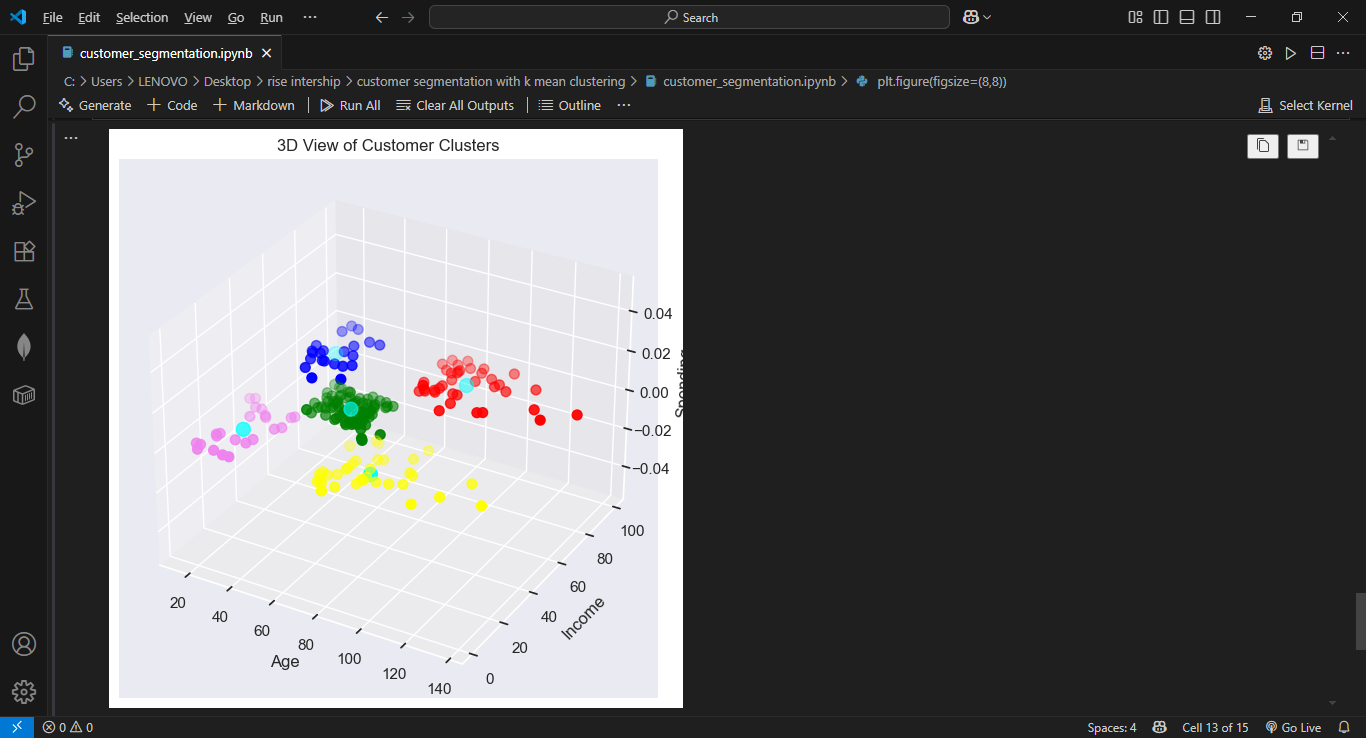 File Edit Selection View Go Run ... Search
customer_segmentation.ipynb
C: > Users > LENOVO > Desktop > rise intership > customer segmentation with k mean clustering > customer_segmentation.ipynb > plt.figure(figsize=(8,8))
Generate + Code + Markdown Run All Clear All Outputs Outline ... Select Kernel
3D View of Customer Clusters
0.04
0.02
0.00
−0.02
−0.04
Spending
100
80
60
40
20
0
Income
20
40
60
80
100
120
140
Age
0 0 Spaces: 4 Cell 13 of 15 Go Live